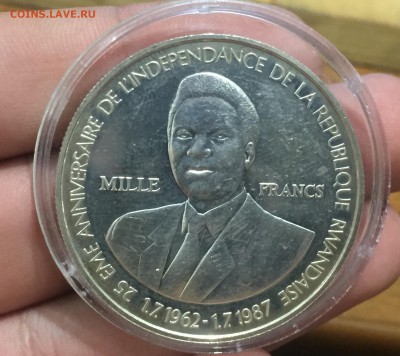 COINS.LAVE.RU
25 EME ANNIVERSAIRE DE L'INDEPENDANCE DE LA REPUBLIQUE RWANDAISE
MILLE FRANCS
1.7.1962-1.7.1987